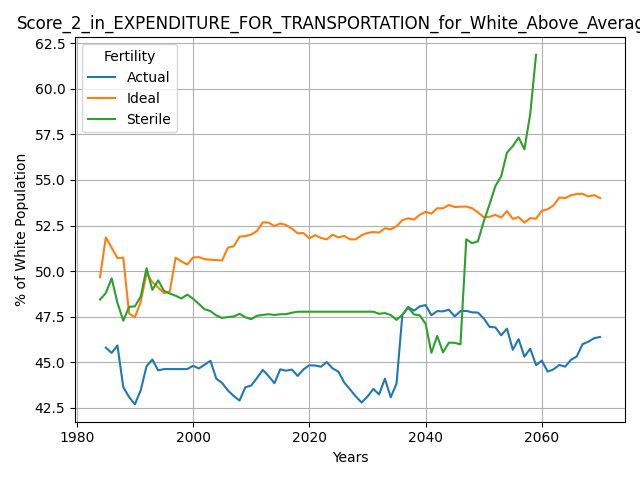 Score_2_in_EXPENDITURE_FOR_TRANSPORTATION_for_White_Above_Averag
62.5
60.0
57.5
55.0
52.5
50.0
47.5
45.0
42.5
% of White Population
Fertility
Actual
Ideal
Sterile
1980 2000 2020 2040 2060
Years